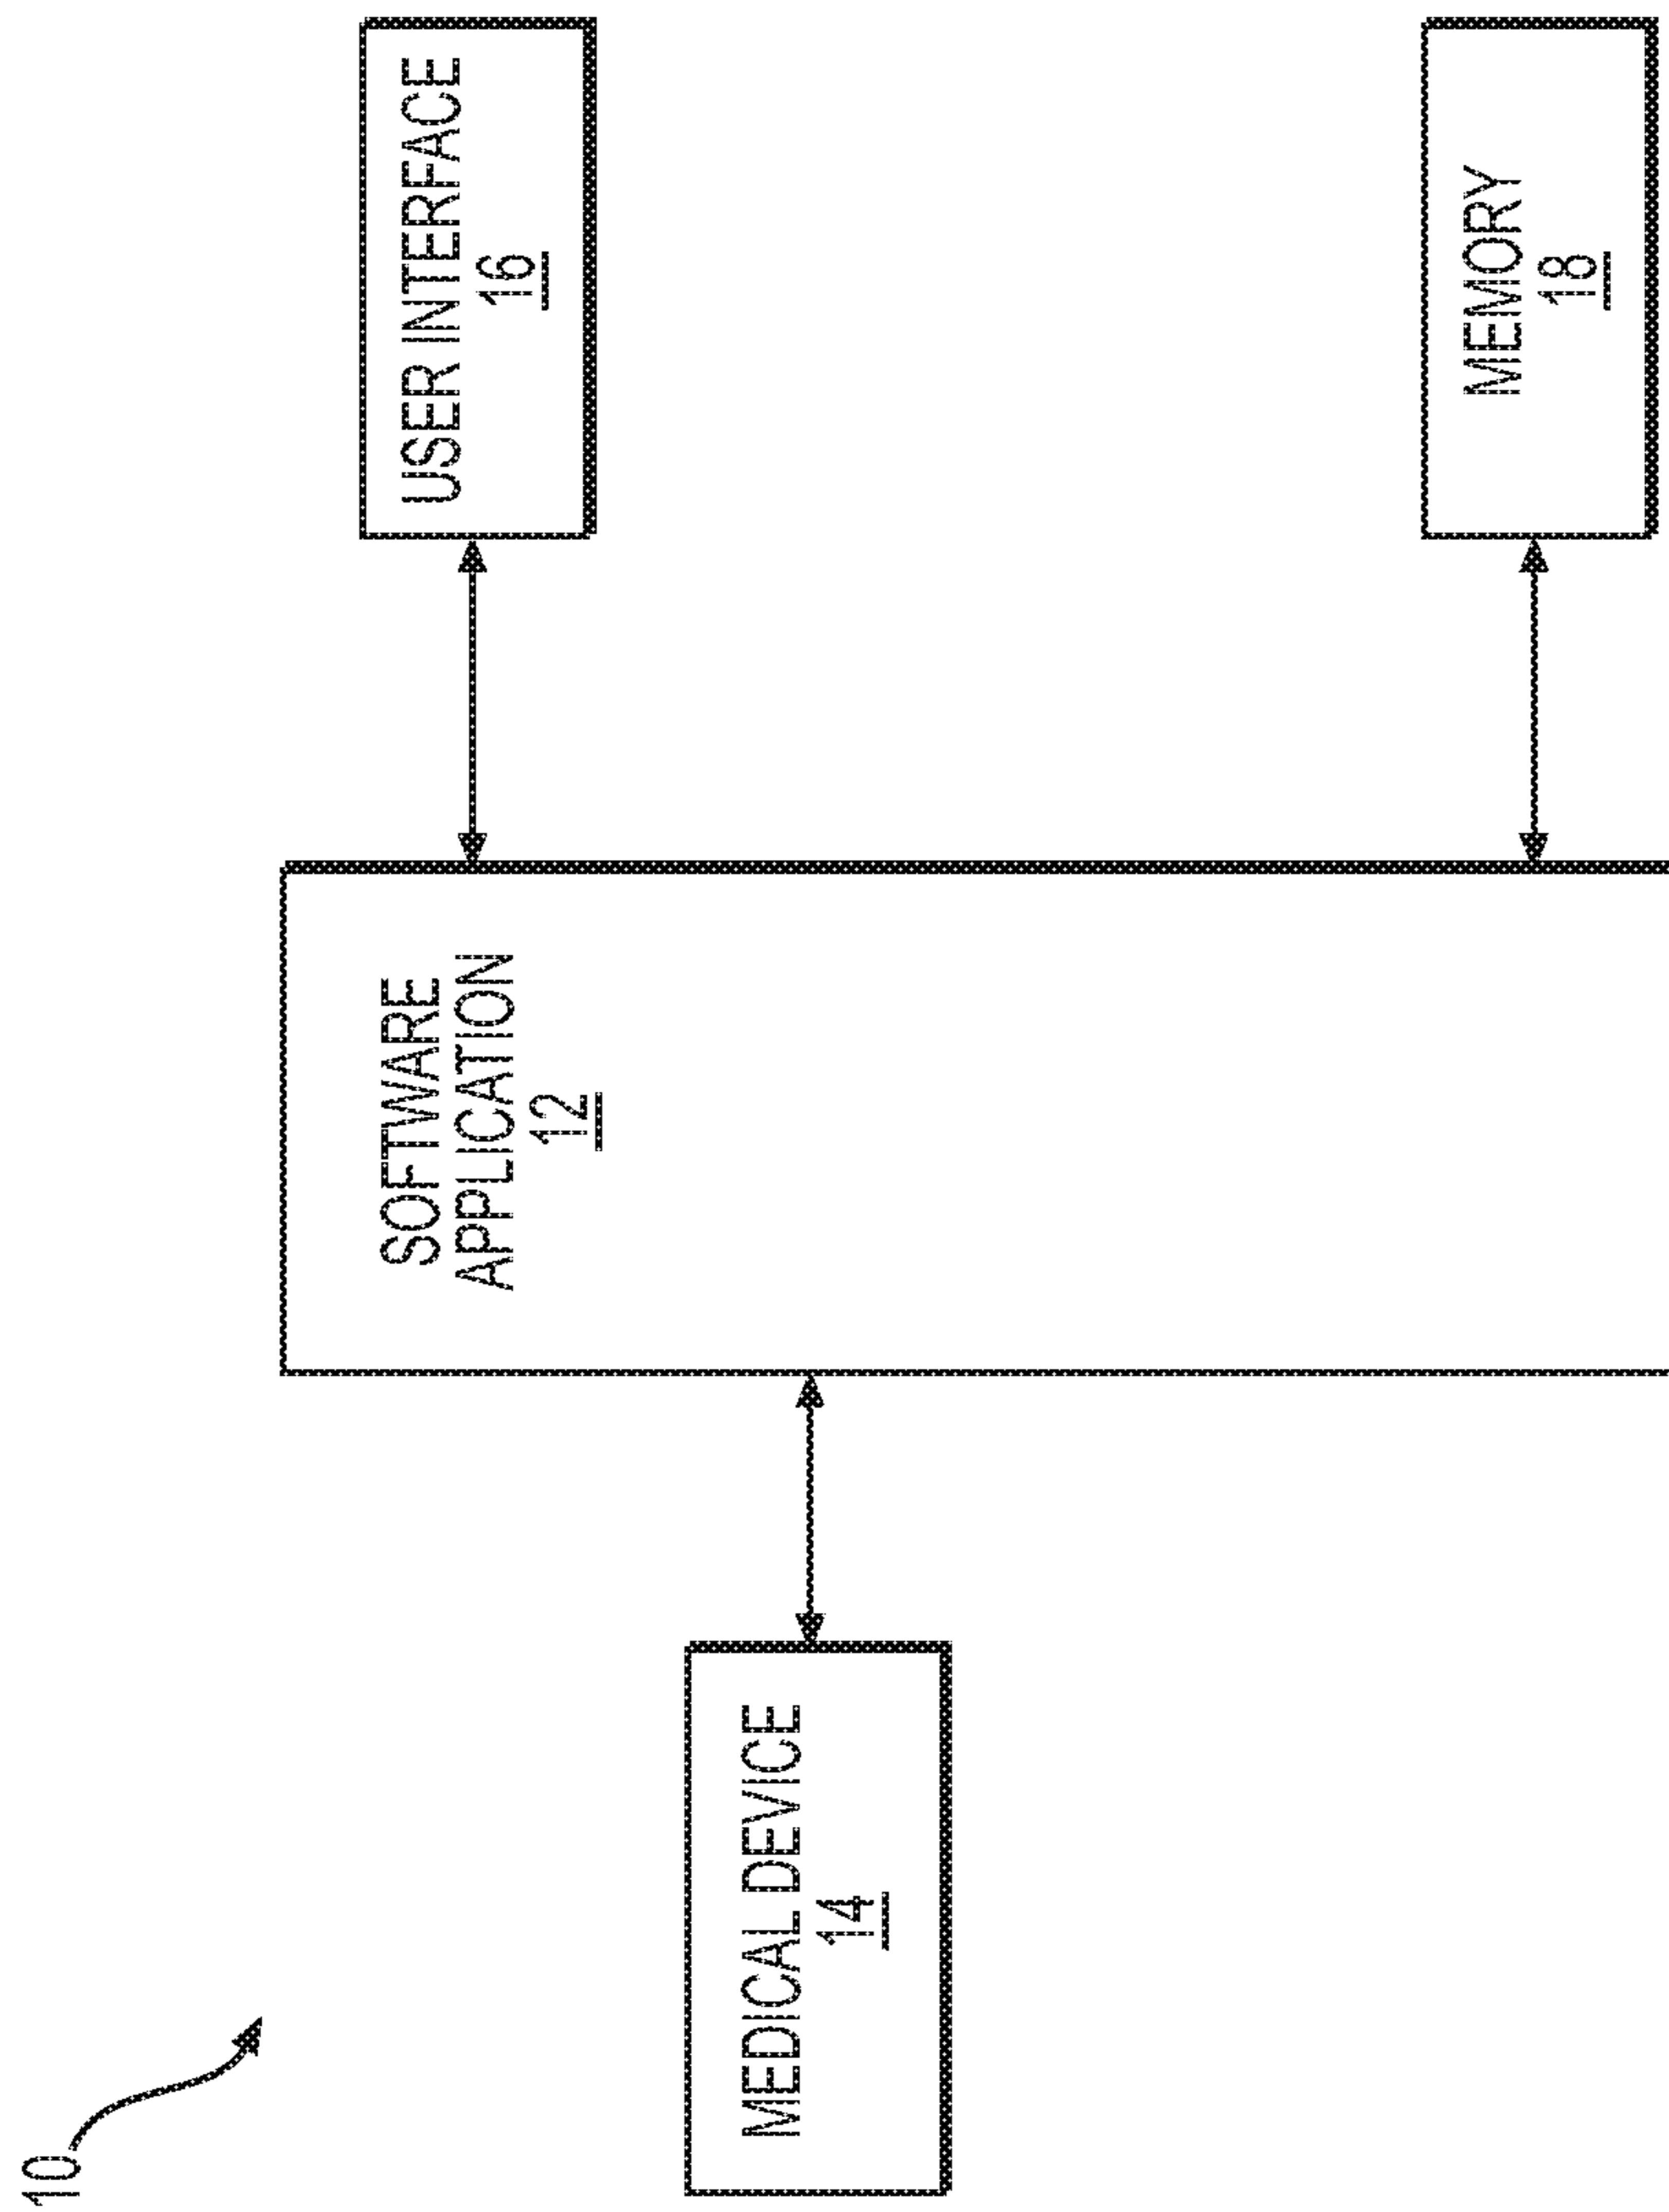 10
MEDICAL DEVICE
14
SOFTWARE
APPLICATION
12
USER INTERFACE
16
MEMORY
18